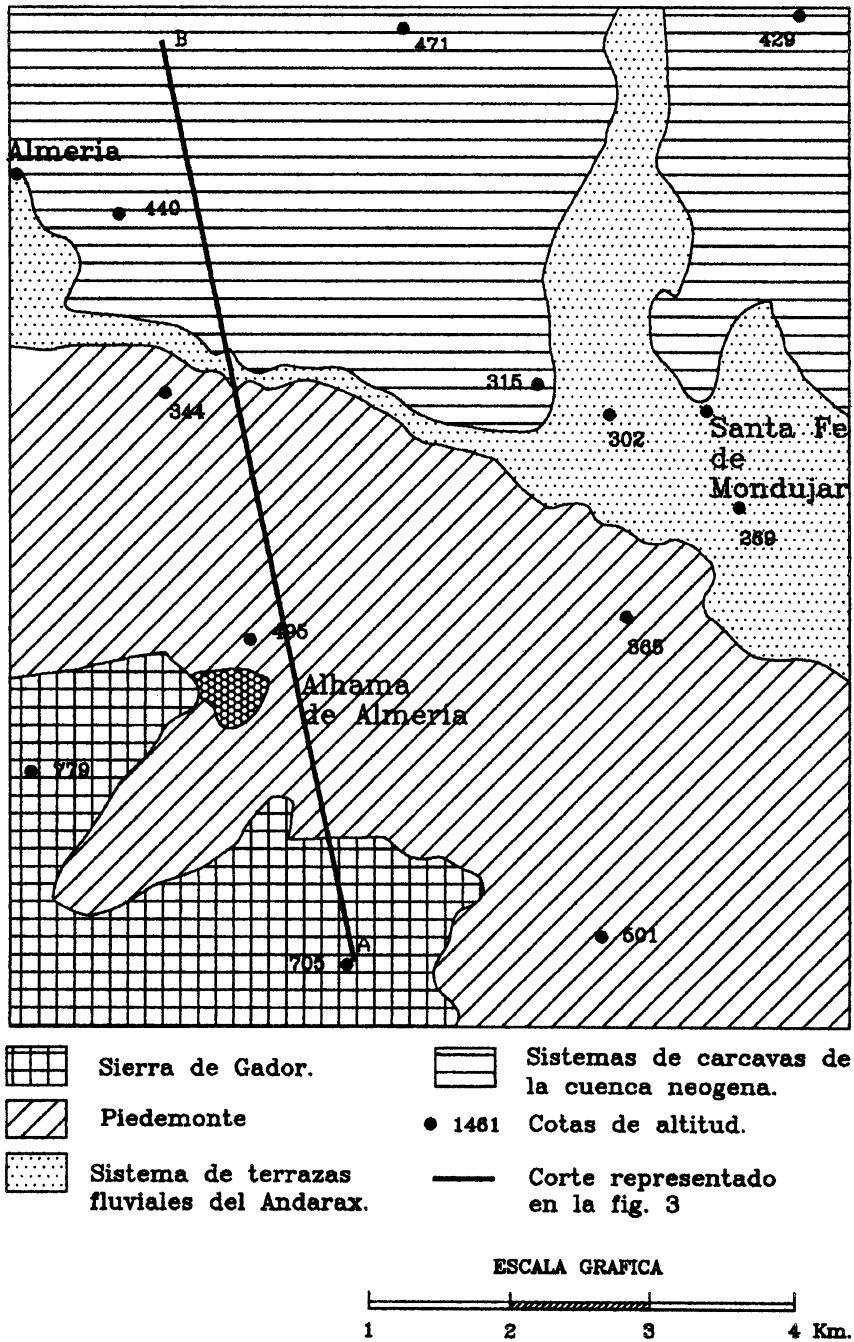 B
471
429
Almeria
440
315
344
302
Santa Fe
de
Mondujar
269
495
365
Alhama
de Almeria
779
501
A
705
Sierra de Gador.
Piedemonte
Sistema de terrazas
fluviales del Andarax.
Sistemas de carcavas de
la cuenca neogena.
1461 Cotas de altitud.
Corte representado
en la fig. 3
ESCALA GRAFICA
1 2 3 4 Km.